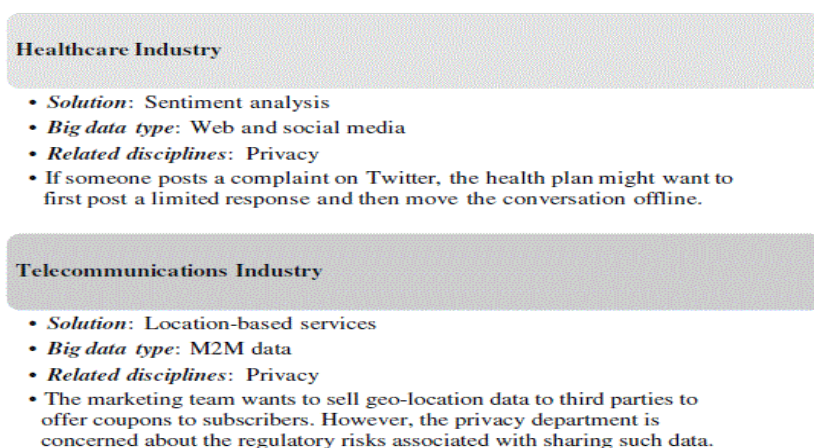 Healthcare Industry
• Solution: Sentiment analysis
• Big data type: Web and social media
• Related disciplines: Privacy
• If someone posts a complaint on Twitter, the health plan might want to
first post a limited response and then move the conversation offline.
Telecommunications Industry
• Solution: Location-based services
• Big data type: M2M data
• Related disciplines: Privacy
• The marketing team wants to sell geo-location data to third parties to
offer coupons to subscribers. However, the privacy department is
concerned about the regulatory risks associated with sharing such data.